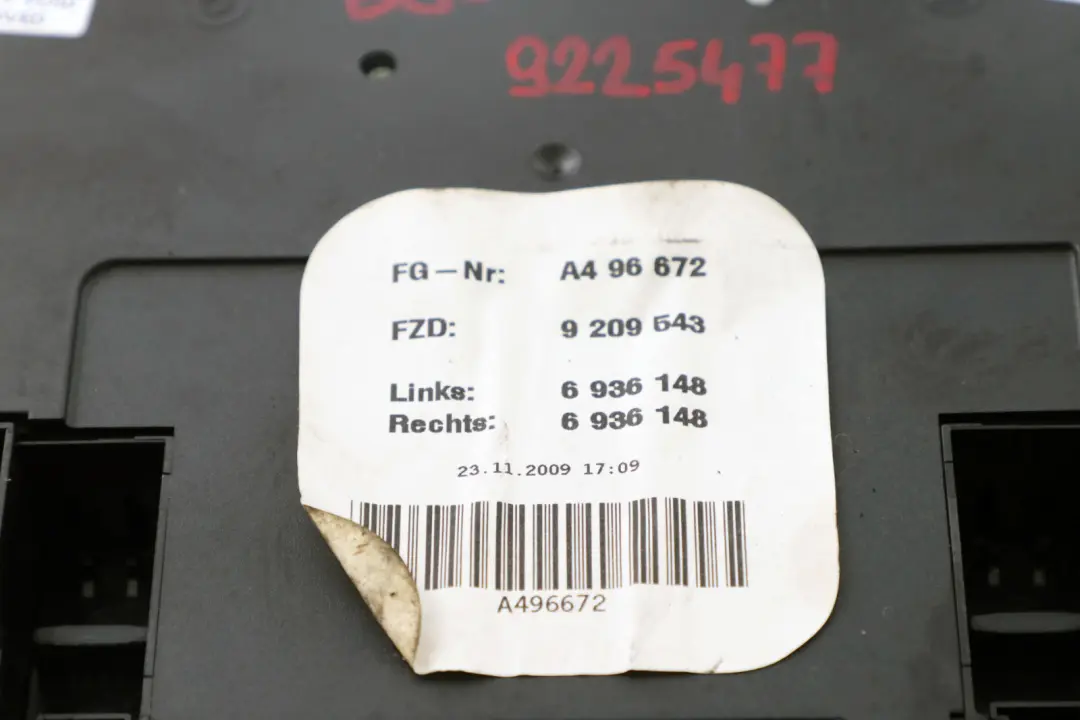 9225477
FG-Nr: A4 96 672
FZD: 9 209 543
Links: 6 936 148
Rechts: 6 936 148
23.11.2009 17:09
A496672